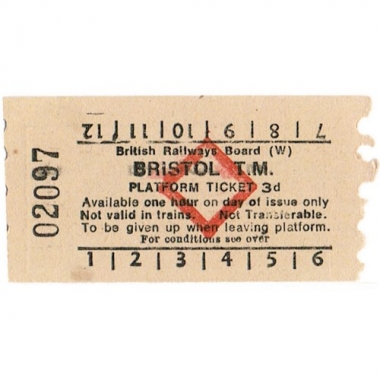 12 | 11 | 10 | 9 | 8 | 7
British Railways Board (W)
BRISTOL T.M.
PLATFORM TICKET 3d
Available one hour on day of issue only
Not valid in trains. Not Transferable.
To be given up when leaving platform.
For conditions see over
1 | 2 | 3 | 4 | 5 | 6
02097